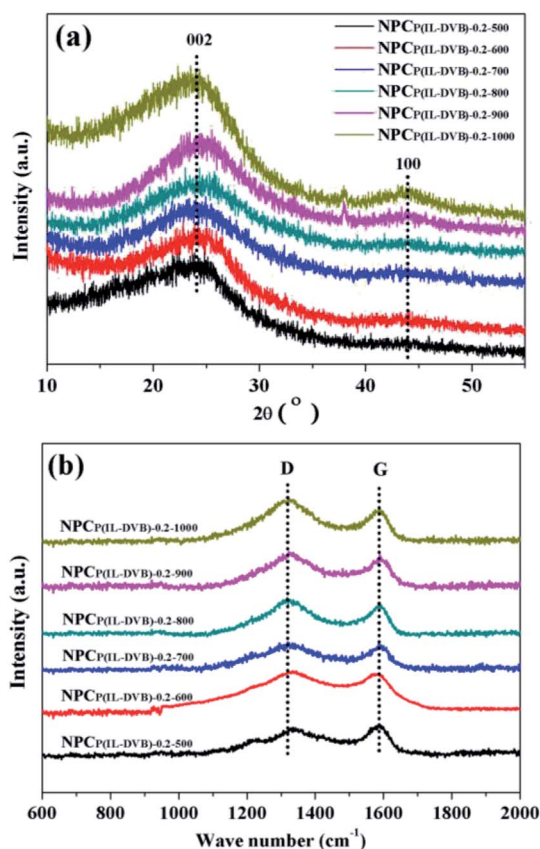 (a)
002
NPCP(IL-DVB)-0.2-500
NPCP(IL-DVB)-0.2-600
NPCP(IL-DVB)-0.2-700
NPCP(IL-DVB)-0.2-800
NPCP(IL-DVB)-0.2-900
NPCP(IL-DVB)-0.2-1000
100
Intensity (a.u.)
10 20 30 40 50
2θ (°)
(b)
D G
NPCP(IL-DVB)-0.2-1000
NPCP(IL-DVB)-0.2-900
NPCP(IL-DVB)-0.2-800
NPCP(IL-DVB)-0.2-700
NPCP(IL-DVB)-0.2-600
NPCP(IL-DVB)-0.2-500
Intensity (a.u.)
600 800 1000 1200 1400 1600 1800 2000
Wave number (cm-1)